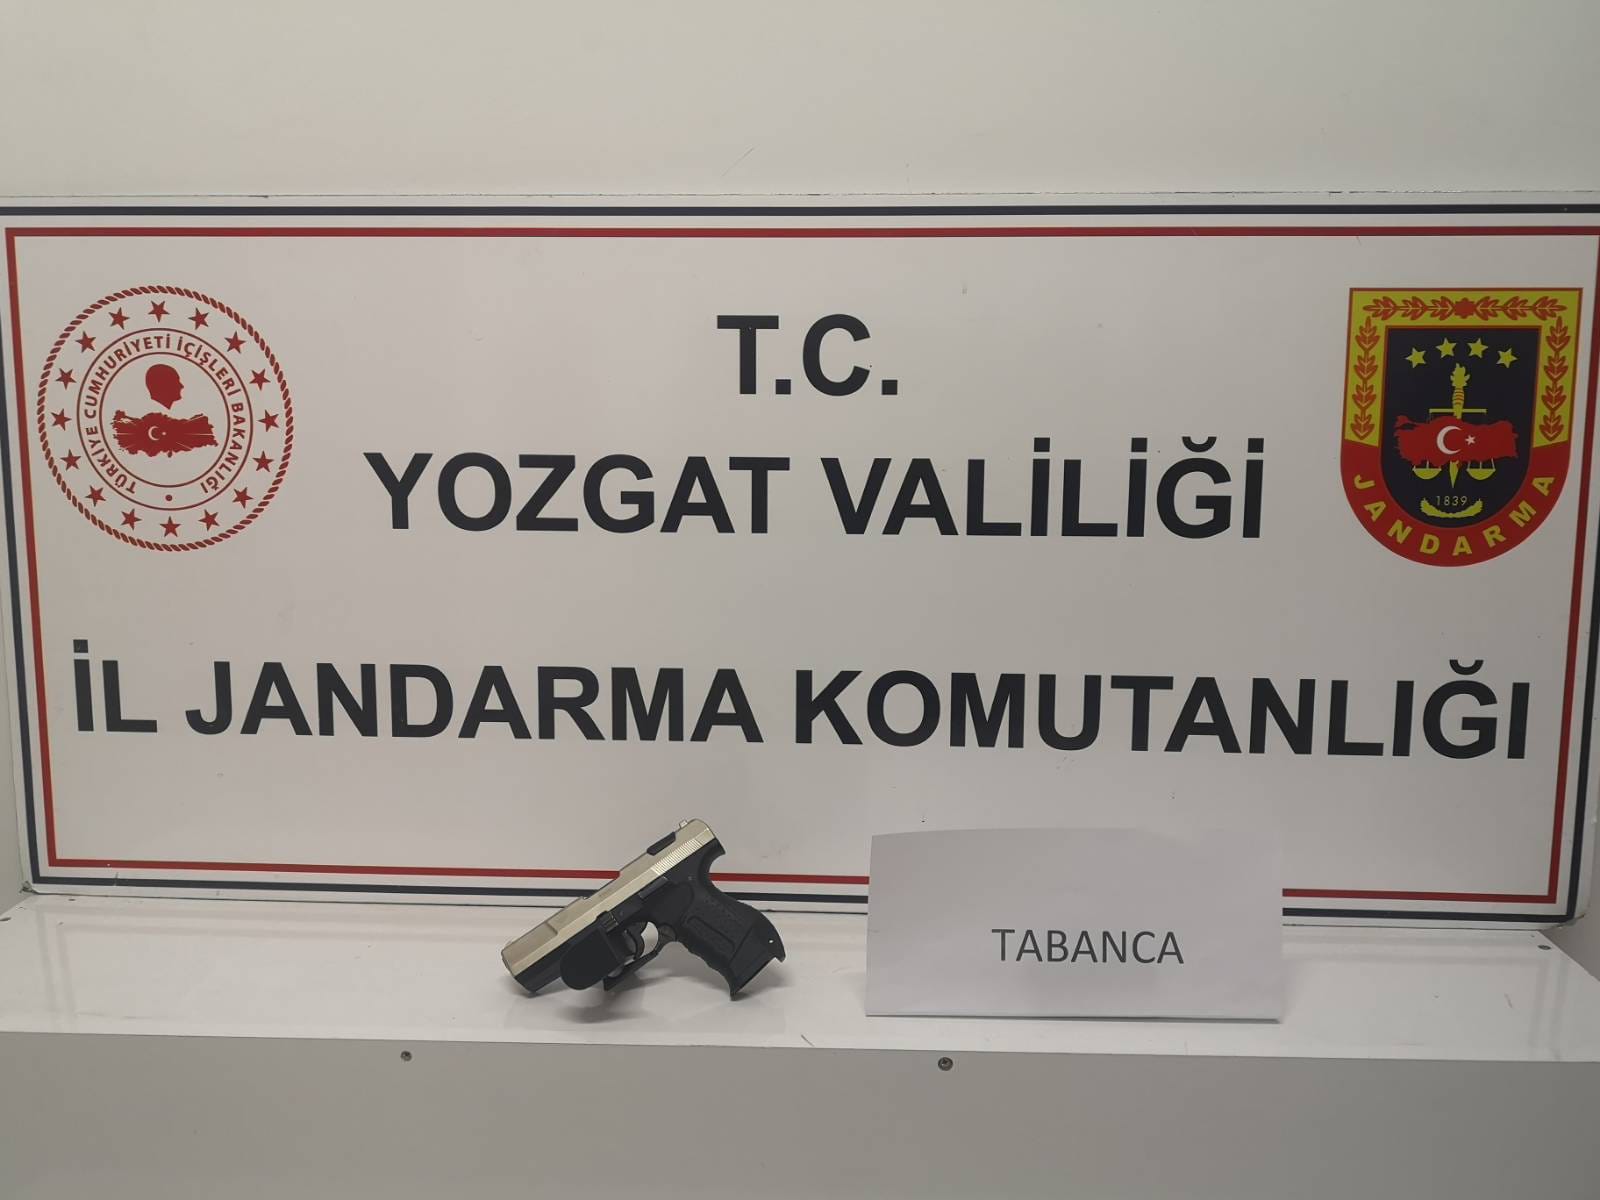 T.C.
YOZGAT VALİLİĞİ
İL JANDARMA KOMUTANLIĞI
TÜRKİYE CUMHURİYETİ İÇİŞLERİ BAKANLIĞI
1839
JANDARMA
TABANCA